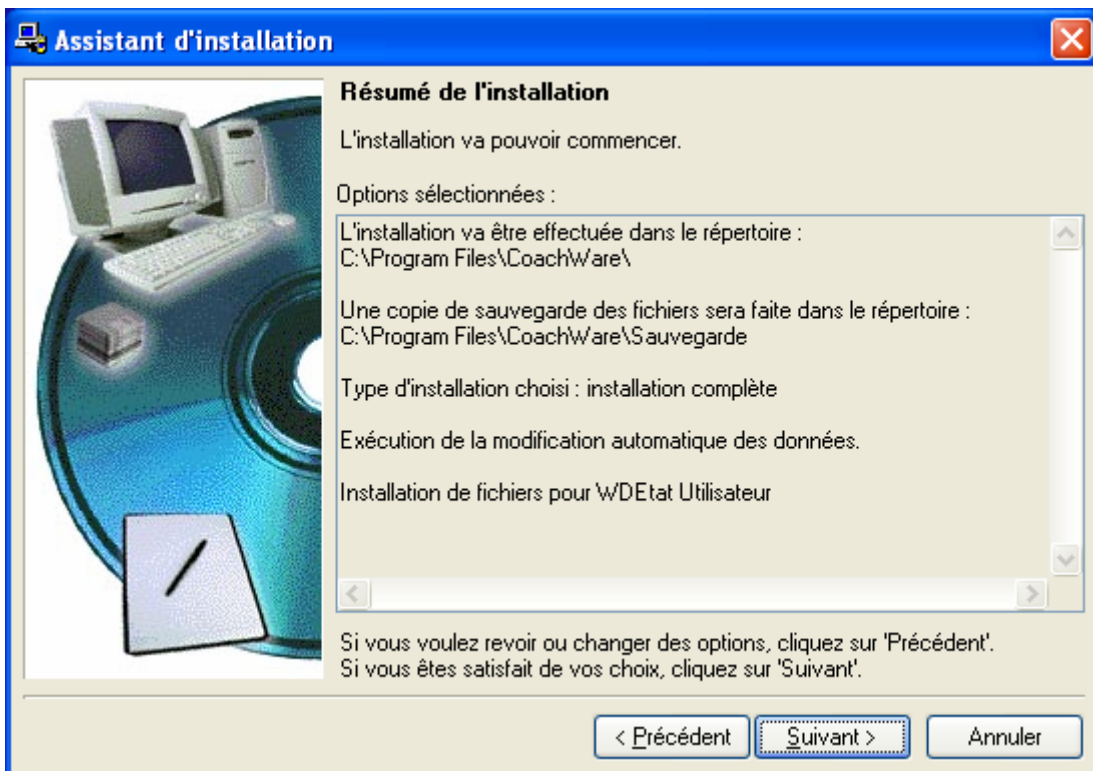 Assistant d'installation
Résumé de l'installation
L'installation va pouvoir commencer.
Options sélectionnées :
L'installation va être effectuée dans le répertoire :
C:\Program Files\CoachWare\
Une copie de sauvegarde des fichiers sera faite dans le répertoire :
C:\Program Files\CoachWare\Sauvegarde
Type d'installation choisi : installation complète
Exécution de la modification automatique des données.
Installation de fichiers pour WDEtat Utilisateur
Si vous voulez revoir ou changer des options, cliquez sur 'Précédent'.
Si vous êtes satisfait de vos choix, cliquez sur 'Suivant'.
< Précédent
Suivant >
Annuler